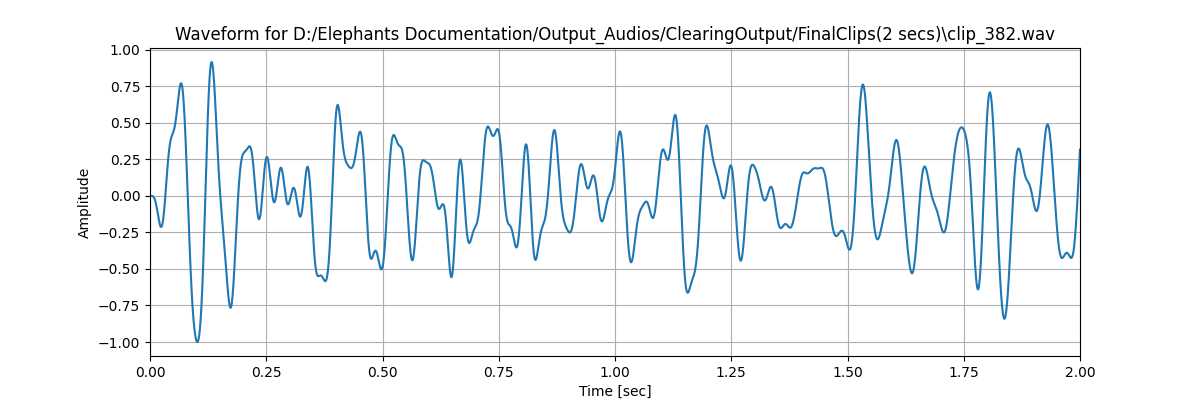 Waveform for D:/Elephants Documentation/Output_Audios/ClearingOutput/FinalClips(2 secs)\clip_382.wav
1.00
0.75
0.50
0.25
0.00
−0.25
−0.50
−0.75
−1.00
Amplitude
0.00 0.25 0.50 0.75 1.00 1.25 1.50 1.75 2.00
Time [sec]